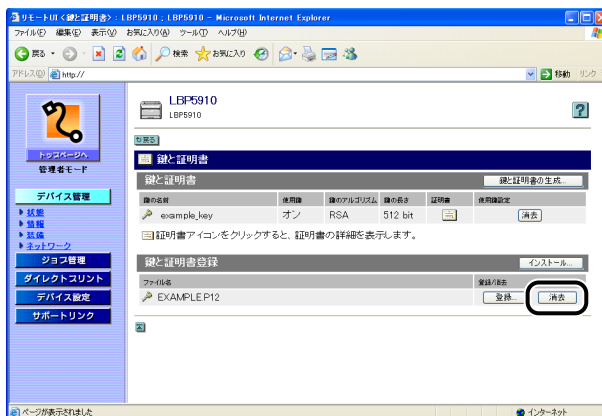 リモートUI <鍵と証明書> : LBP5910 ; LBP5910 - Microsoft Internet Explorer
ファイル(F) 編集(E) 表示(V) お気に入り(A) ツール(T) ヘルプ(H)
戻る 検索 お気に入り
アドレス(D) http:// 移動 リンク
LBP5910
LBP5910
戻る
トップページへ
管理者モード
デバイス管理
状態
情報
装備
ネットワーク
ジョブ管理
ダイレクトプリント
デバイス設定
サポートリンク
鍵と証明書
鍵と証明書 鍵と証明書の生成...
鍵の名前 使用鍵 鍵のアルゴリズム 鍵の長さ 証明書 使用鍵設定
example_key オン RSA 512 bit 消去
証明書アイコンをクリックすると、証明書の詳細を表示します。
鍵と証明書登録 インストール...
ファイル名 登録/消去
EXAMPLE.P12 登録... 消去
ページが表示されました インターネット